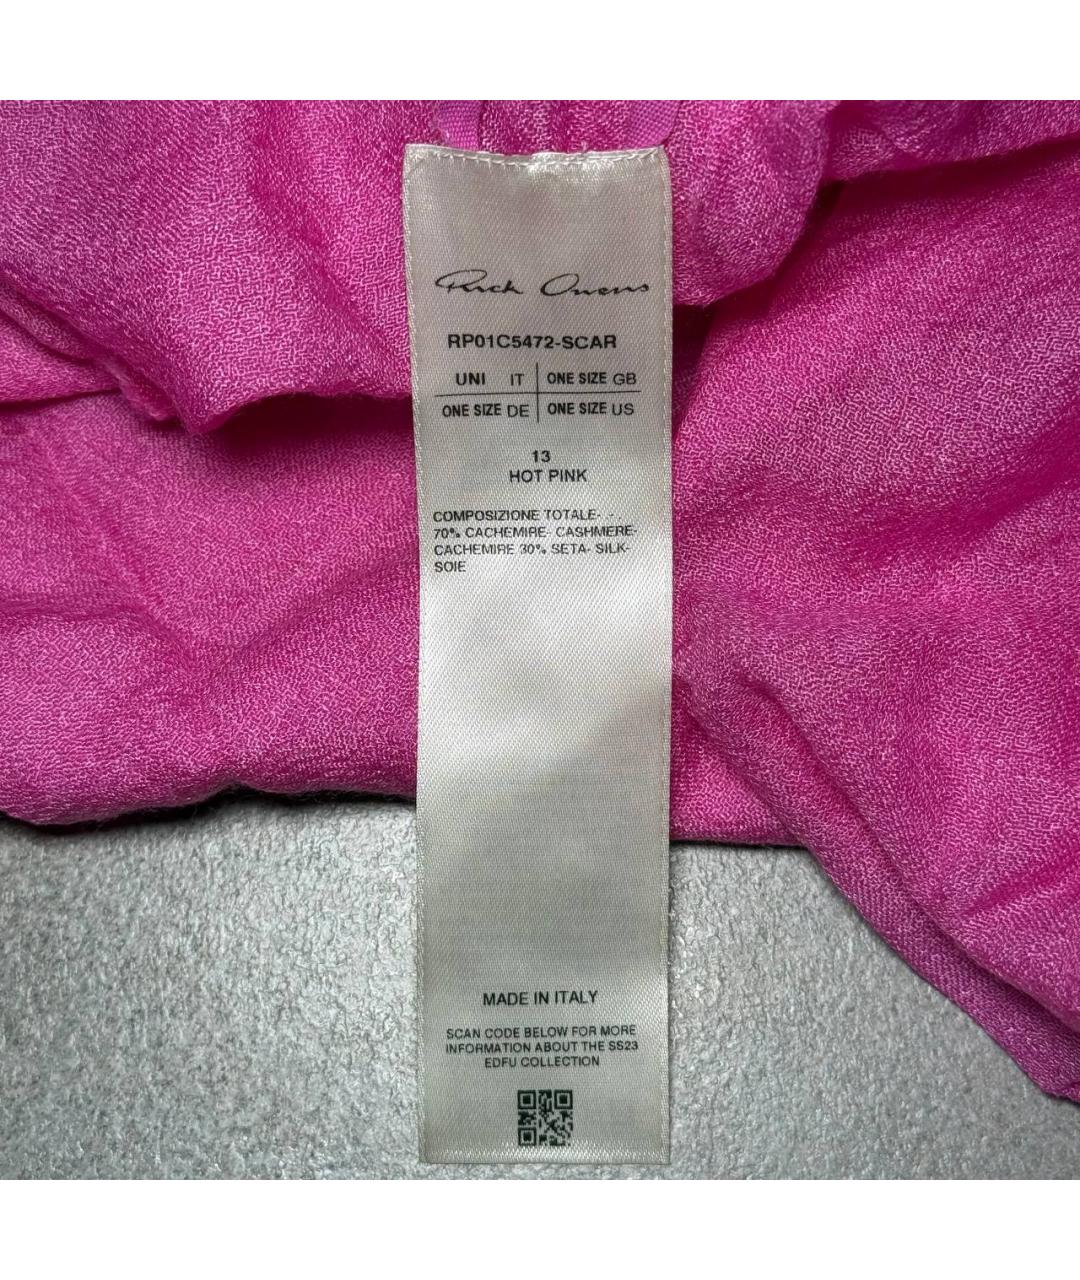 Rick Owens
RP01C5472-SCAR
UNI IT ONE SIZE GB
ONE SIZE DE ONE SIZE US
13
HOT PINK
COMPOSIZIONE TOTALE- -
70% CACHEMIRE- CASHMERE-
CACHEMIRE 30% SETA- SILK-
SOIE
MADE IN ITALY
SCAN CODE BELOW FOR MORE
INFORMATION ABOUT THE SS23
EDFU COLLECTION